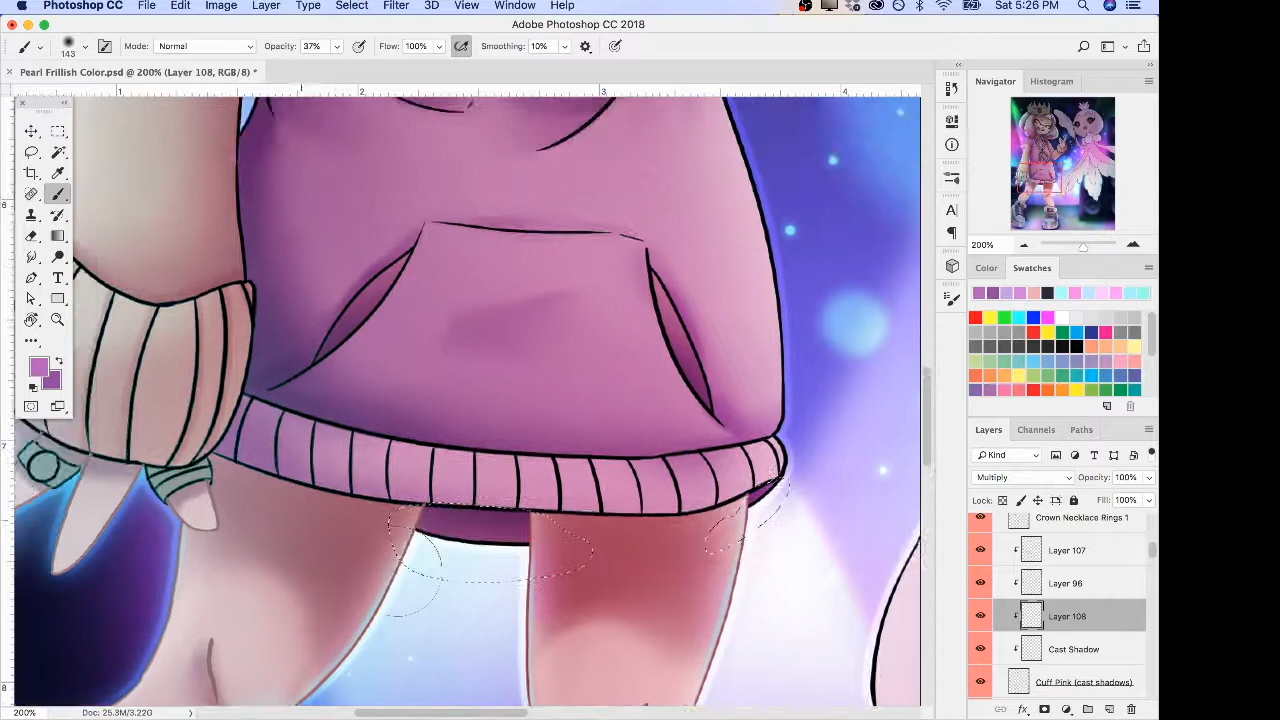 Photoshop CC File Edit Image Layer Type Select Filter 3D View Window Help Sat 5:26 PM
Adobe Photoshop CC 2018
143 Mode: Normal Opacity: 37% Flow: 100% Smoothing: 10%
Pearl Frillish Color.psd @ 200% (Layer 108, RGB/8) *
1 2 3 4
Navigator Histogram
6
200%
Color Swatches
Layers Channels Paths
7
Kind
Multiply Opacity: 100%
Lock: Fill: 100%
Crown Necklace Rings 1
Layer 107
Layer 96
Layer 108
Cast Shadow
Cuff Pink (cast shadows)
8
200% Doc: 25.3M/3.22G